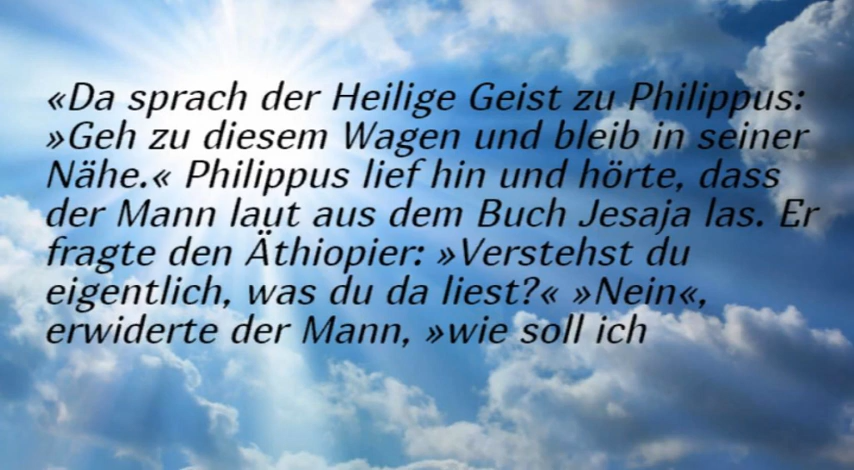 «Da sprach der Heilige Geist zu Philippus:
»Geh zu diesem Wagen und bleib in seiner
Nähe.« Philippus lief hin und hörte, dass
der Mann laut aus dem Buch Jesaja las. Er
fragte den Äthiopier: »Verstehst du
eigentlich, was du da liest?« »Nein«,
erwiderte der Mann, »wie soll ich